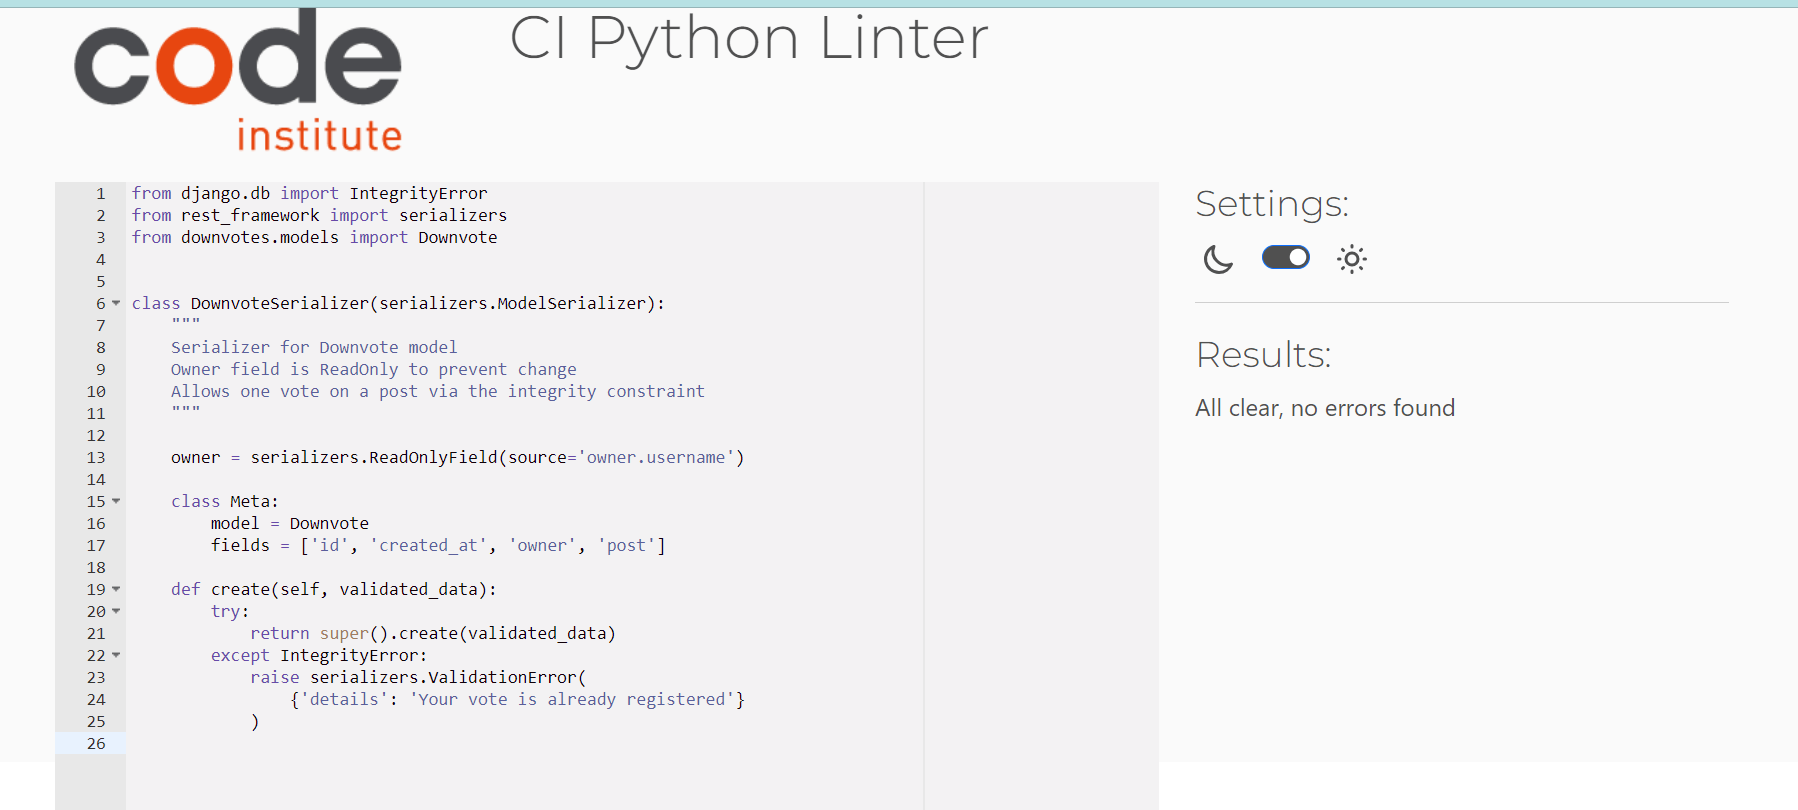 code
institute
CI Python Linter
1 from django.db import IntegrityError
2 from rest_framework import serializers
3 from downvotes.models import Downvote
4
5
6 class DownvoteSerializer(serializers.ModelSerializer):
7     """
8     Serializer for Downvote model
9     Owner field is ReadOnly to prevent change
10     Allows one vote on a post via the integrity constraint
11     """
12
13     owner = serializers.ReadOnlyField(source='owner.username')
14
15     class Meta:
16         model = Downvote
17         fields = ['id', 'created_at', 'owner', 'post']
18
19     def create(self, validated_data):
20         try:
21             return super().create(validated_data)
22         except IntegrityError:
23             raise serializers.ValidationError(
24                 {'details': 'Your vote is already registered'}
25             )
26
Settings:
Results:
All clear, no errors found